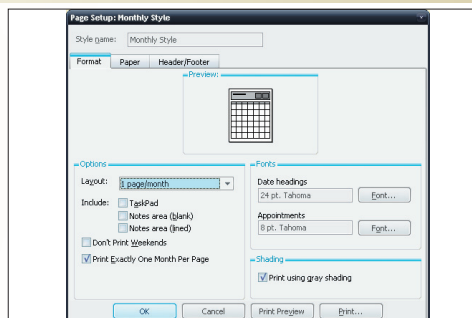 Page Setup: Monthly Style
Style name: Monthly Style
Format Paper Header/Footer
Preview:
Options
Layout: 1 page/month
Include: TaskPad
Notes area (blank)
Notes area (lined)
Don't Print Weekends
Print Exactly One Month Per Page
Fonts
Date headings
24 pt. Tahoma Font...
Appointments
8 pt. Tahoma Font...
Shading
Print using gray shading
OK Cancel Print Preview Print...